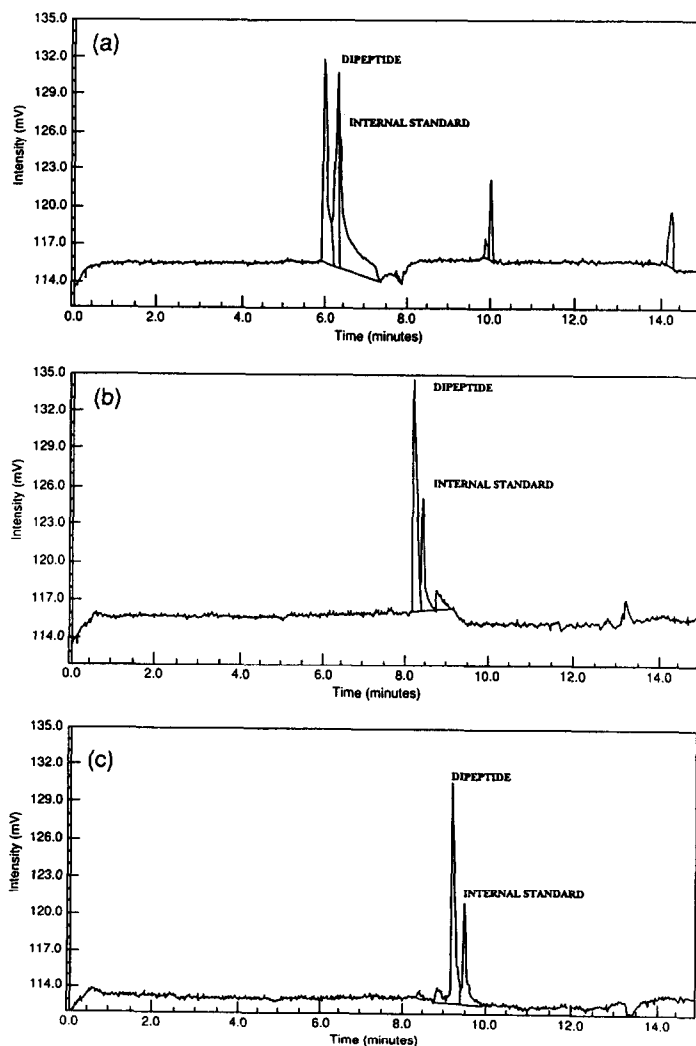 (a)
135.0
132.0
129.0
126.0
123.0
120.0
117.0
114.0
Intensity (mV)
DIPEPTIDE
INTERNAL STANDARD
0.0 2.0 4.0 6.0 8.0 10.0 12.0 14.0
Time (minutes)
(b)
135.0
132.0
129.0
126.0
123.0
120.0
117.0
114.0
Intensity (mV)
DIPEPTIDE
INTERNAL STANDARD
0.0 2.0 4.0 6.0 8.0 10.0 12.0 14.0
Time (minutes)
(c)
135.0
132.0
129.0
126.0
123.0
120.0
117.0
114.0
Intensity (mV)
DIPEPTIDE
INTERNAL STANDARD
0.0 2.0 4.0 6.0 8.0 10.0 12.0 14.0
Time (minutes)